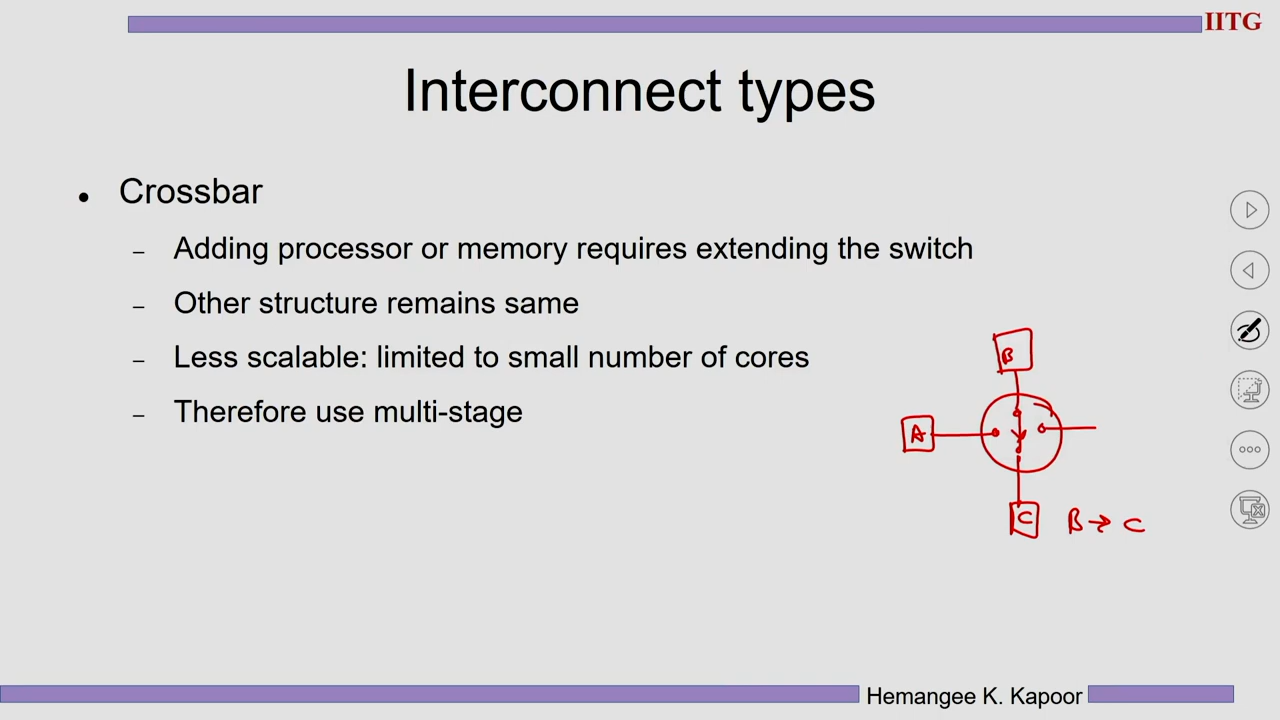 IITG
Interconnect types
• Crossbar
– Adding processor or memory requires extending the switch
– Other structure remains same
– Less scalable: limited to small number of cores
– Therefore use multi-stage
B
A
C
B → C
Hemangee K. Kapoor